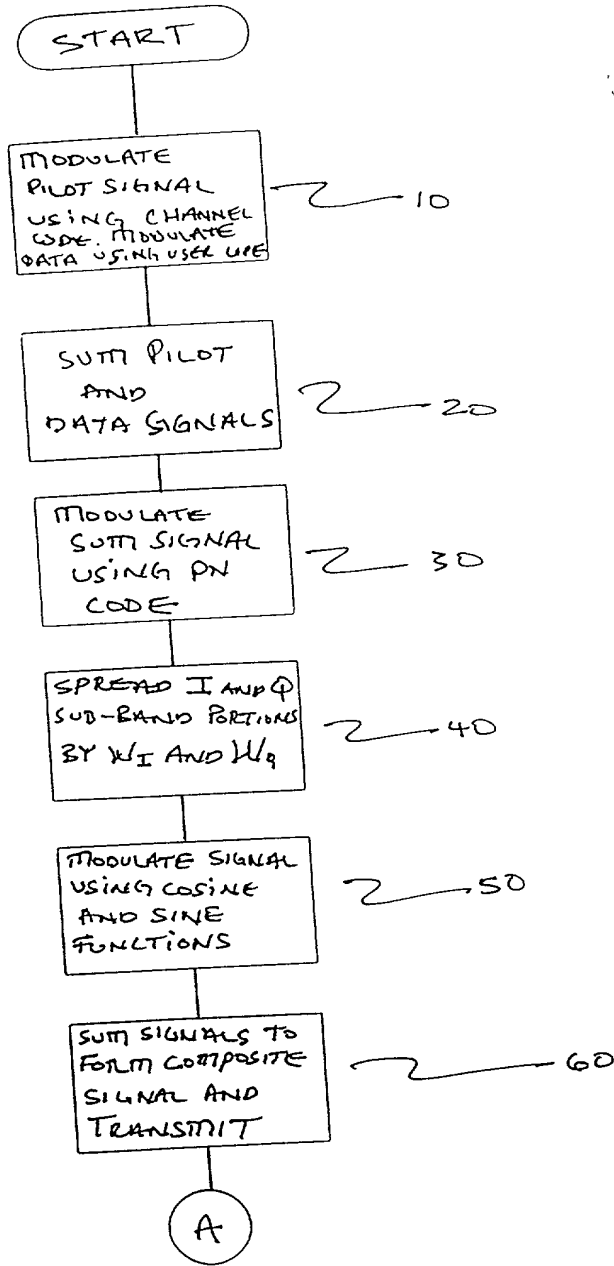 START
MODULATE
PILOT SIGNAL
USING CHANNEL
CODE. MODULATE
DATA USING USER CODE
10
SUM PILOT
AND
DATA SIGNALS
20
MODULATE
SUM SIGNAL
USING PN
CODE
30
SPREAD I AND Q
SUB-BAND PORTIONS
BY WI AND WQ
40
MODULATE SIGNAL
USING COSINE
AND SINE
FUNCTIONS
50
SUM SIGNALS TO
FORM COMPOSITE
SIGNAL AND
TRANSMIT
60
A